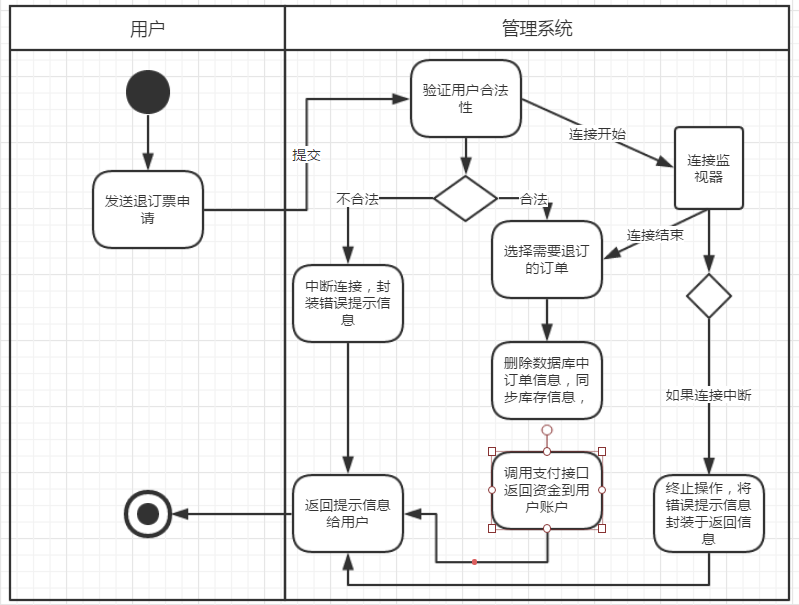 用户
管理系统
验证用户合法
性
连接开始
提交
连接监
视器
发送退订票申
请
不合法
合法
连接结束
选择需要退订
的订单
中断连接，封
装错误提示信
息
删除数据库中
订单信息，同
步库存信息，
如果连接中断
调用支付接口
返回资金到用
户账户
返回提示信息
给用户
终止操作，将
错误提示信息
封装于返回信
息